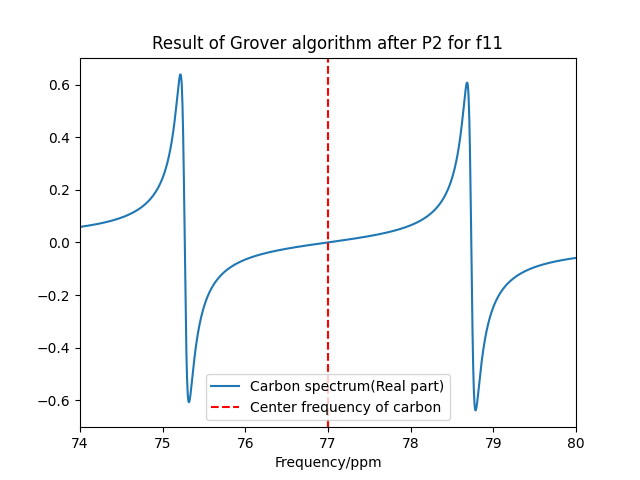 Result of Grover algorithm after P2 for f11
0.6
0.4
0.2
0.0
−0.2
−0.4
−0.6
Carbon spectrum(Real part)
Center frequency of carbon
74 75 76 77 78 79 80
Frequency/ppm